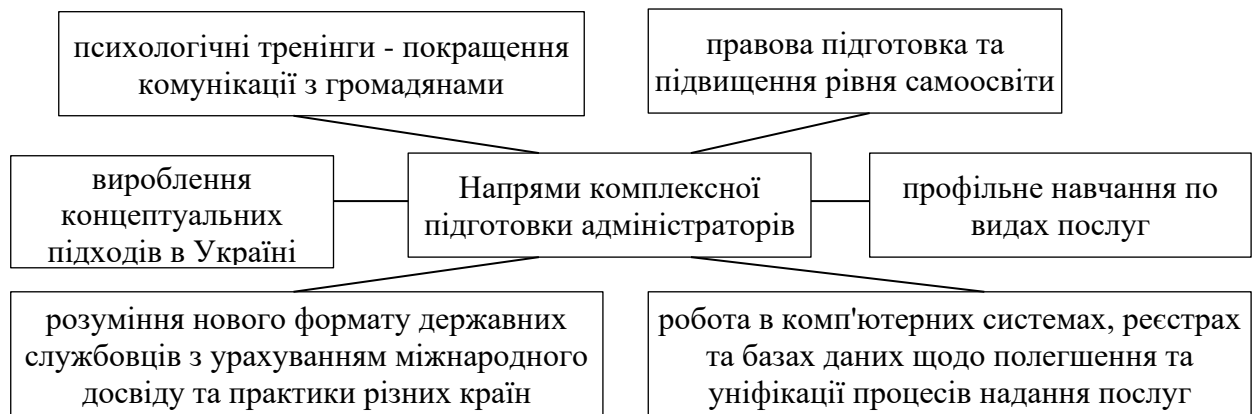 психологічні тренінги - покращення
комунікації з громадянами
правова підготовка та
підвищення рівня самоосвіти
вироблення
концептуальних
підходів в Україні
Напрями комплексної
підготовки адміністраторів
профільне навчання по
видах послуг
розуміння нового формату державних
службовців з урахуванням міжнародного
досвіду та практики різних країн
робота в комп'ютерних системах, реєстрах
та базах даних щодо полегшення та
уніфікації процесів надання послуг